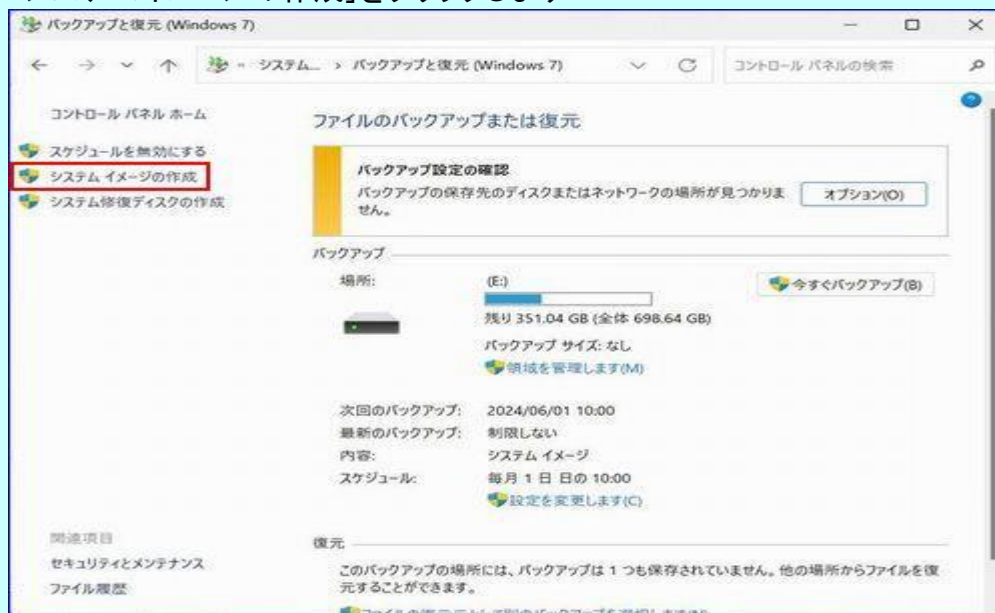 バックアップと復元 (Windows 7)
システム... › バックアップと復元 (Windows 7)
コントロール パネルの検索
コントロール パネル ホーム
スケジュールを無効にする
システム イメージの作成
システム修復ディスクの作成
ファイルのバックアップまたは復元
バックアップ設定の確認
バックアップの保存先のディスクまたはネットワークの場所が見つかりま
せん。
オプション(O)
バックアップ
場所:
(E:)
今すぐバックアップ(B)
残り 351.04 GB (全体 698.64 GB)
バックアップ サイズ: なし
領域を管理します(M)
次回のバックアップ: 2024/06/01 10:00
最新のバックアップ: 制限しない
内容: システム イメージ
スケジュール: 毎月 1 日 日の 10:00
設定を変更します(C)
関連項目
セキュリティとメンテナンス
ファイル履歴
復元
このバックアップの場所には、バックアップは 1 つも保存されていません。他の場所からファイルを復
元することができます。